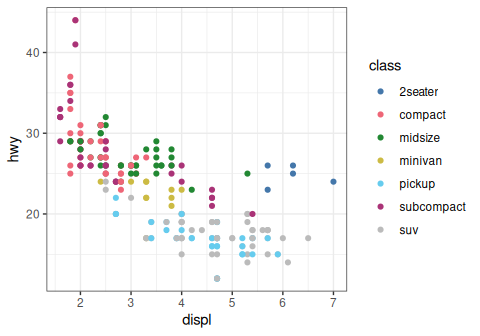 hwy
40
30
20
2
3
4
5
6
7
displ
class
2seater
compact
midsize
minivan
pickup
subcompact
suv